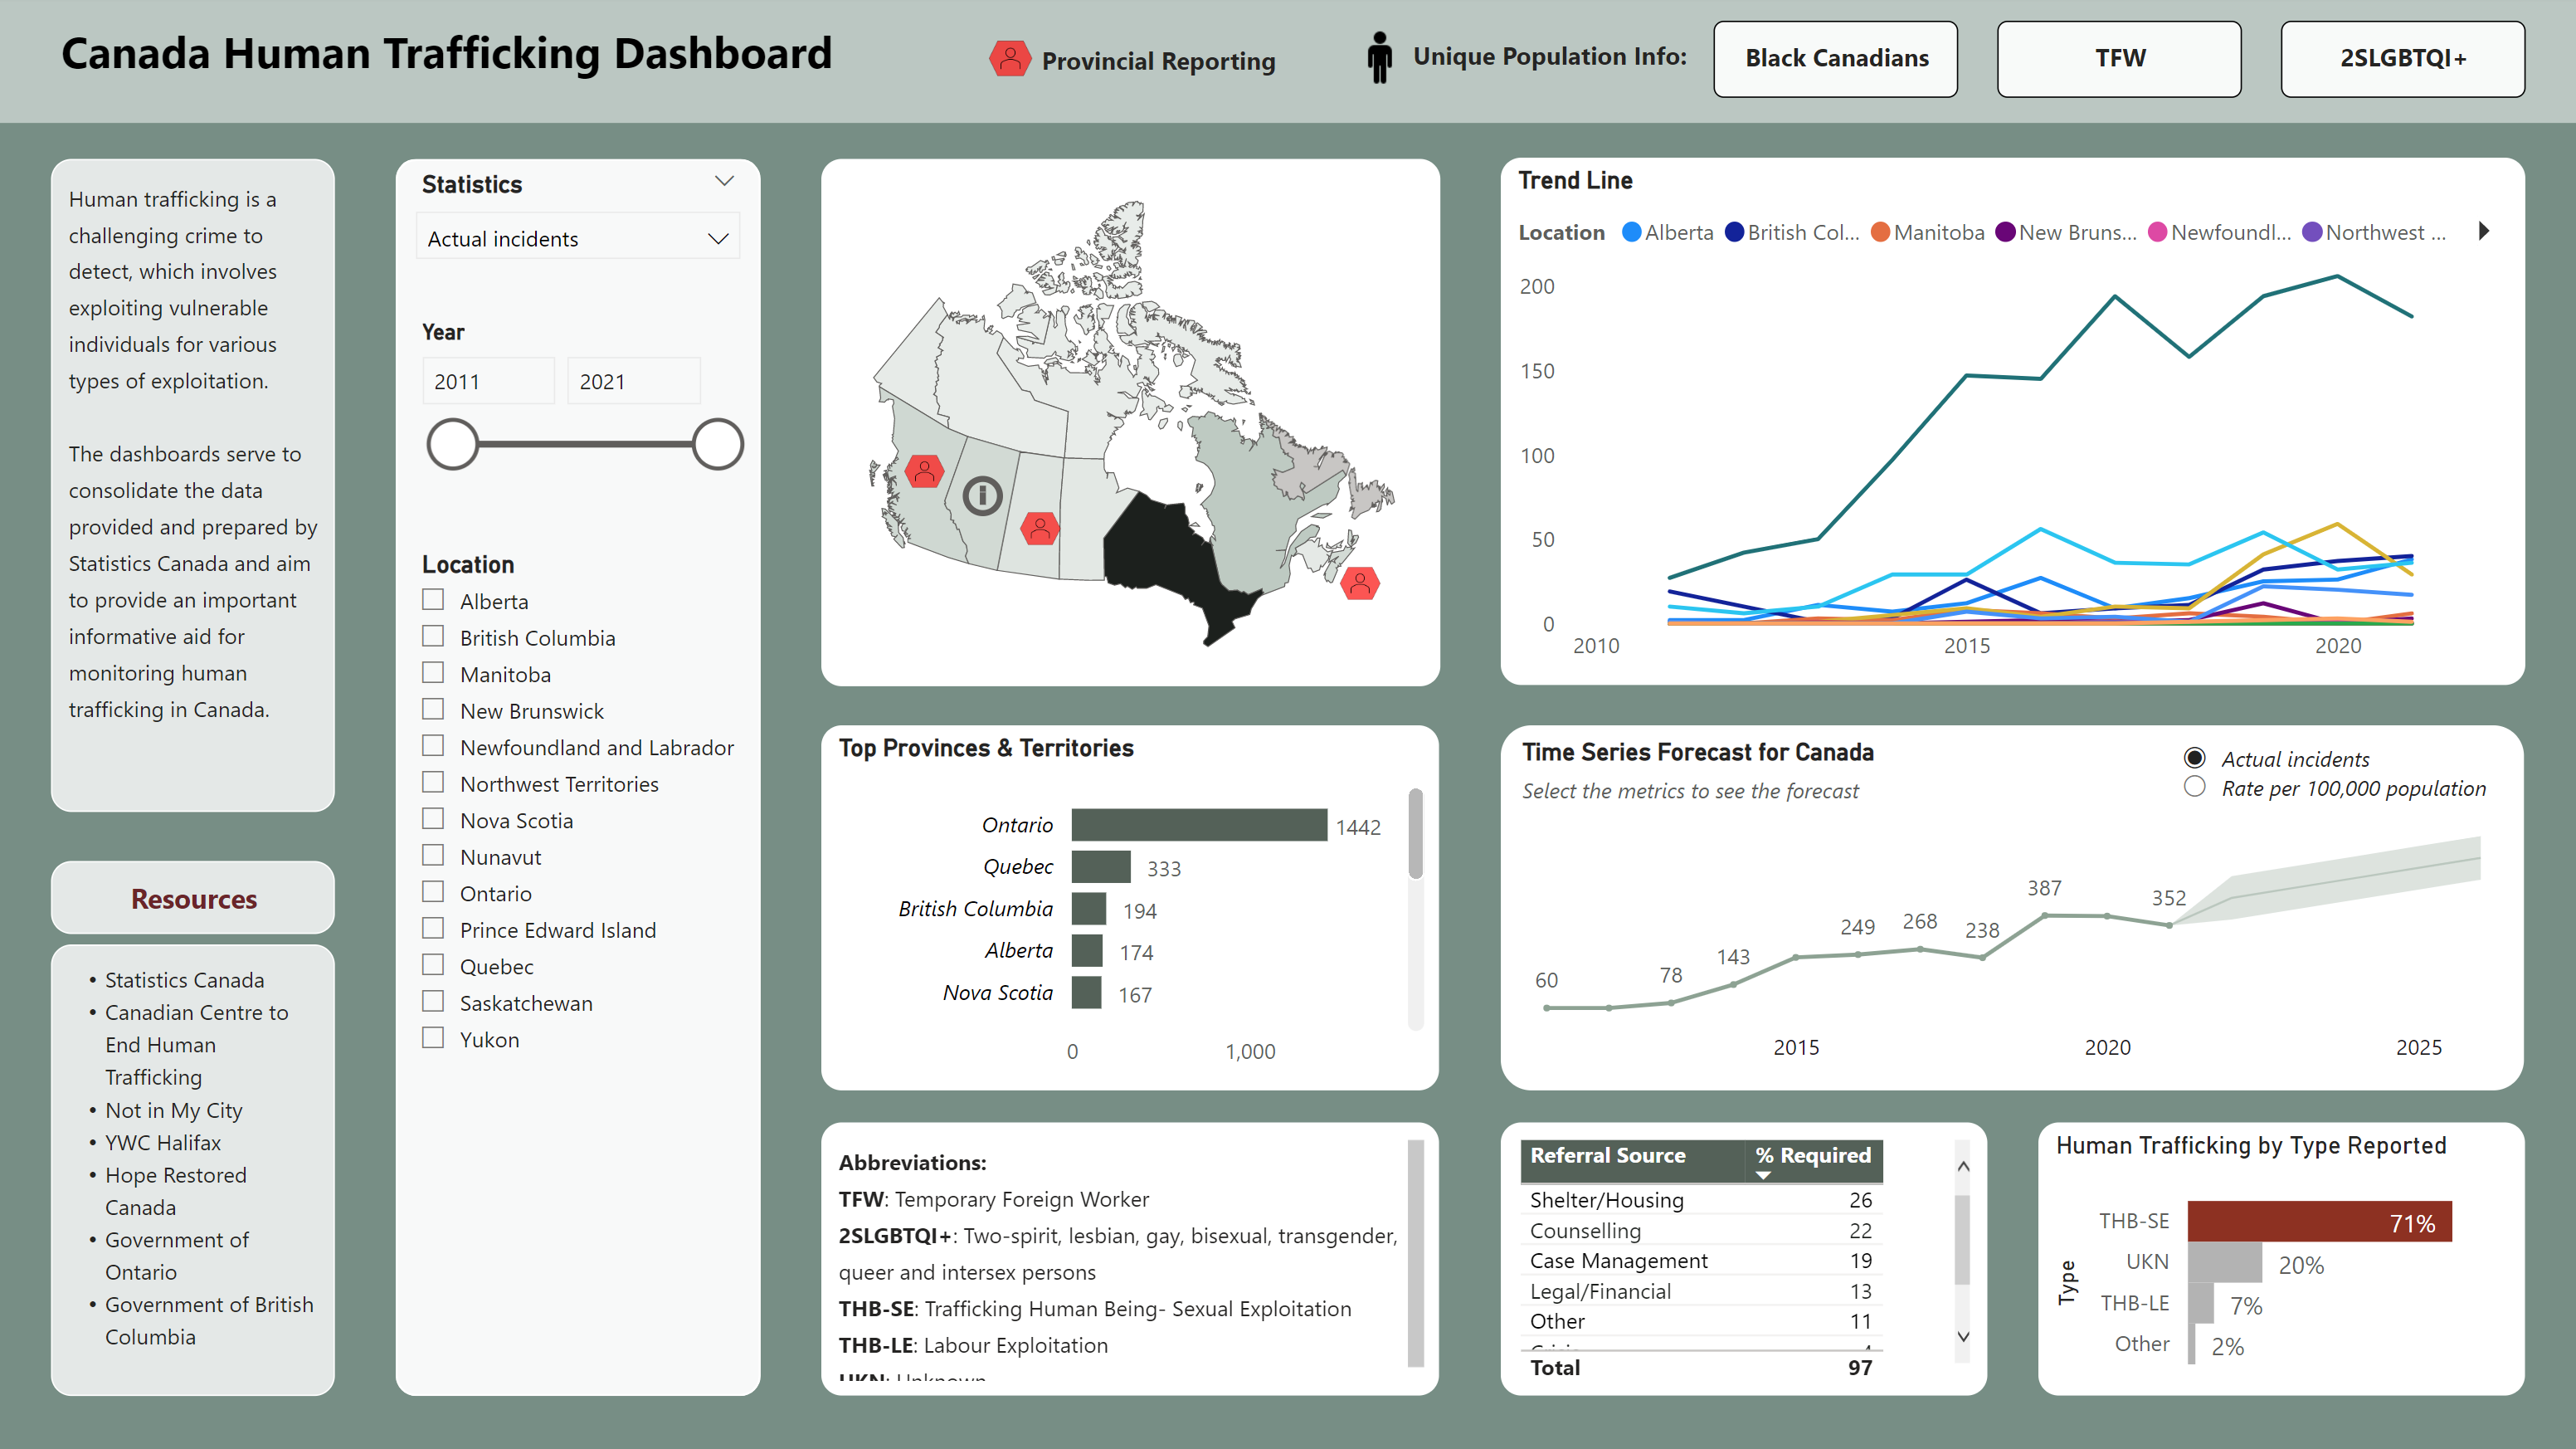 Canada Human Trafficking Dashboard
Provincial Reporting
Unique Population Info:
Black Canadians
TFW
2SLGBTQI+
Human trafficking is a
challenging crime to
detect, which involves
exploiting vulnerable
individuals for various
types of exploitation.
The dashboards serve to
consolidate the data
provided and prepared by
Statistics Canada and aim
to provide an important
informative aid for
monitoring human
trafficking in Canada.
Resources
• Statistics Canada
• Canadian Centre to
End Human
Trafficking
• Not in My City
• YWC Halifax
• Hope Restored
Canada
• Government of
Ontario
• Government of British
Columbia
Statistics
Actual incidents
Year
2011 2021
Location
Alberta
British Columbia
Manitoba
New Brunswick
Newfoundland and Labrador
Northwest Territories
Nova Scotia
Nunavut
Ontario
Prince Edward Island
Quebec
Saskatchewan
Yukon
Trend Line
Location Alberta British Col... Manitoba New Bruns... Newfoundl... Northwest ...
200
150
100
50
0
2010 2015 2020
Top Provinces & Territories
Ontario 1442
Quebec 333
British Columbia 194
Alberta 174
Nova Scotia 167
0 1,000
Time Series Forecast for Canada
Select the metrics to see the forecast
Actual incidents
Rate per 100,000 population
60 78 143 249 268 238 387 352
2015 2020 2025
Abbreviations:
TFW: Temporary Foreign Worker
2SLGBTQI+: Two-spirit, lesbian, gay, bisexual, transgender,
queer and intersex persons
THB-SE: Trafficking Human Being- Sexual Exploitation
THB-LE: Labour Exploitation
UKN: Unknown
Referral Source % Required
Shelter/Housing 26
Counselling 22
Case Management 19
Legal/Financial 13
Other 11
Total 97
Human Trafficking by Type Reported
Type
THB-SE 71%
UKN 20%
THB-LE 7%
Other 2%